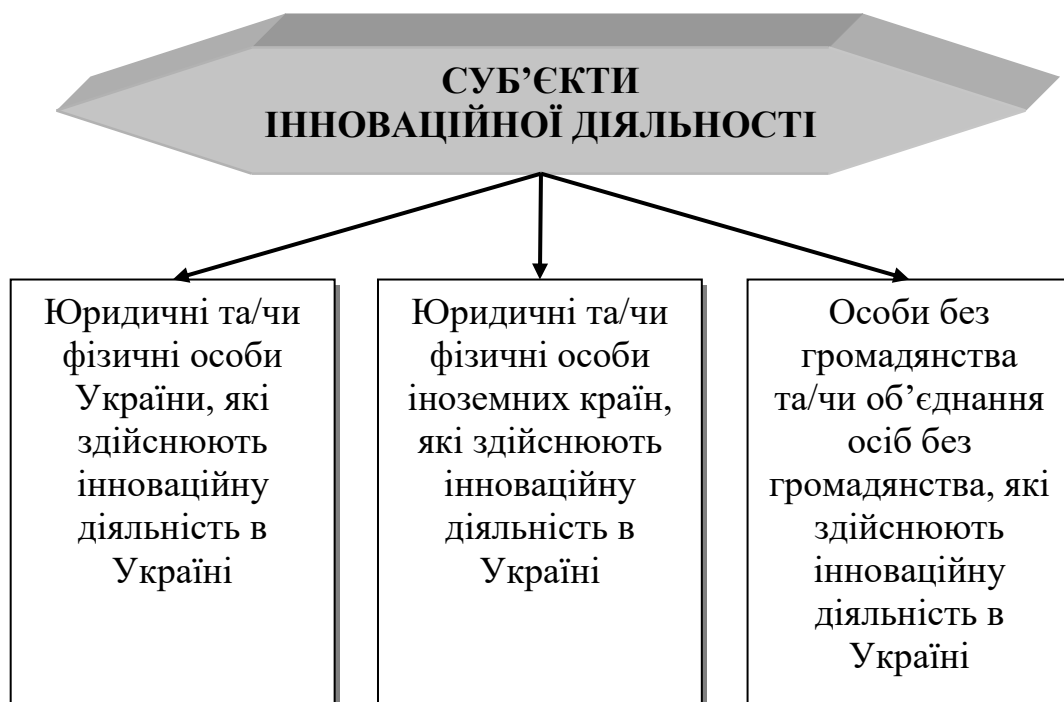 СУБ’ЄКТИ
ІННОВАЦІЙНОЇ ДІЯЛЬНОСТІ
Юридичні та/чи
фізичні особи
України, які
здійснюють
інноваційну
діяльність в
Україні
Юридичні та/чи
фізичні особи
іноземних країн,
які здійснюють
інноваційну
діяльність в
Україні
Особи без
громадянства
та/чи об’єднання
осіб без
громадянства, які
здійснюють
інноваційну
діяльність в
Україні